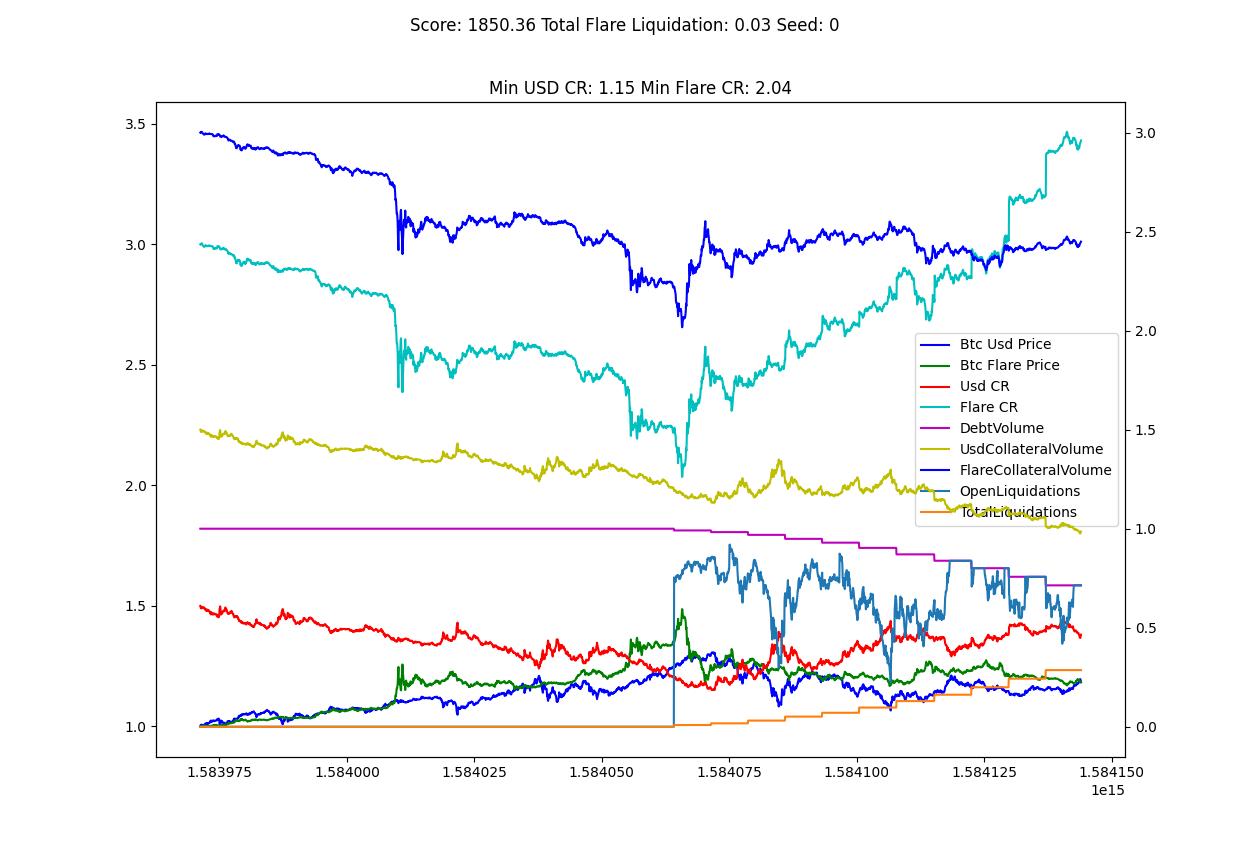 Score: 1850.36 Total Flare Liquidation: 0.03 Seed: 0
Min USD CR: 1.15 Min Flare CR: 2.04
3.5
3.0
2.5
2.0
1.5
1.0
3.0
2.5
2.0
1.5
1.0
0.5
0.0
Btc Usd Price
Btc Flare Price
Usd CR
Flare CR
DebtVolume
UsdCollateralVolume
FlareCollateralVolume
OpenLiquidations
TotalLiquidations
1.583975 1.584000 1.584025 1.584050 1.584075 1.584100 1.584125 1.584150
1e15